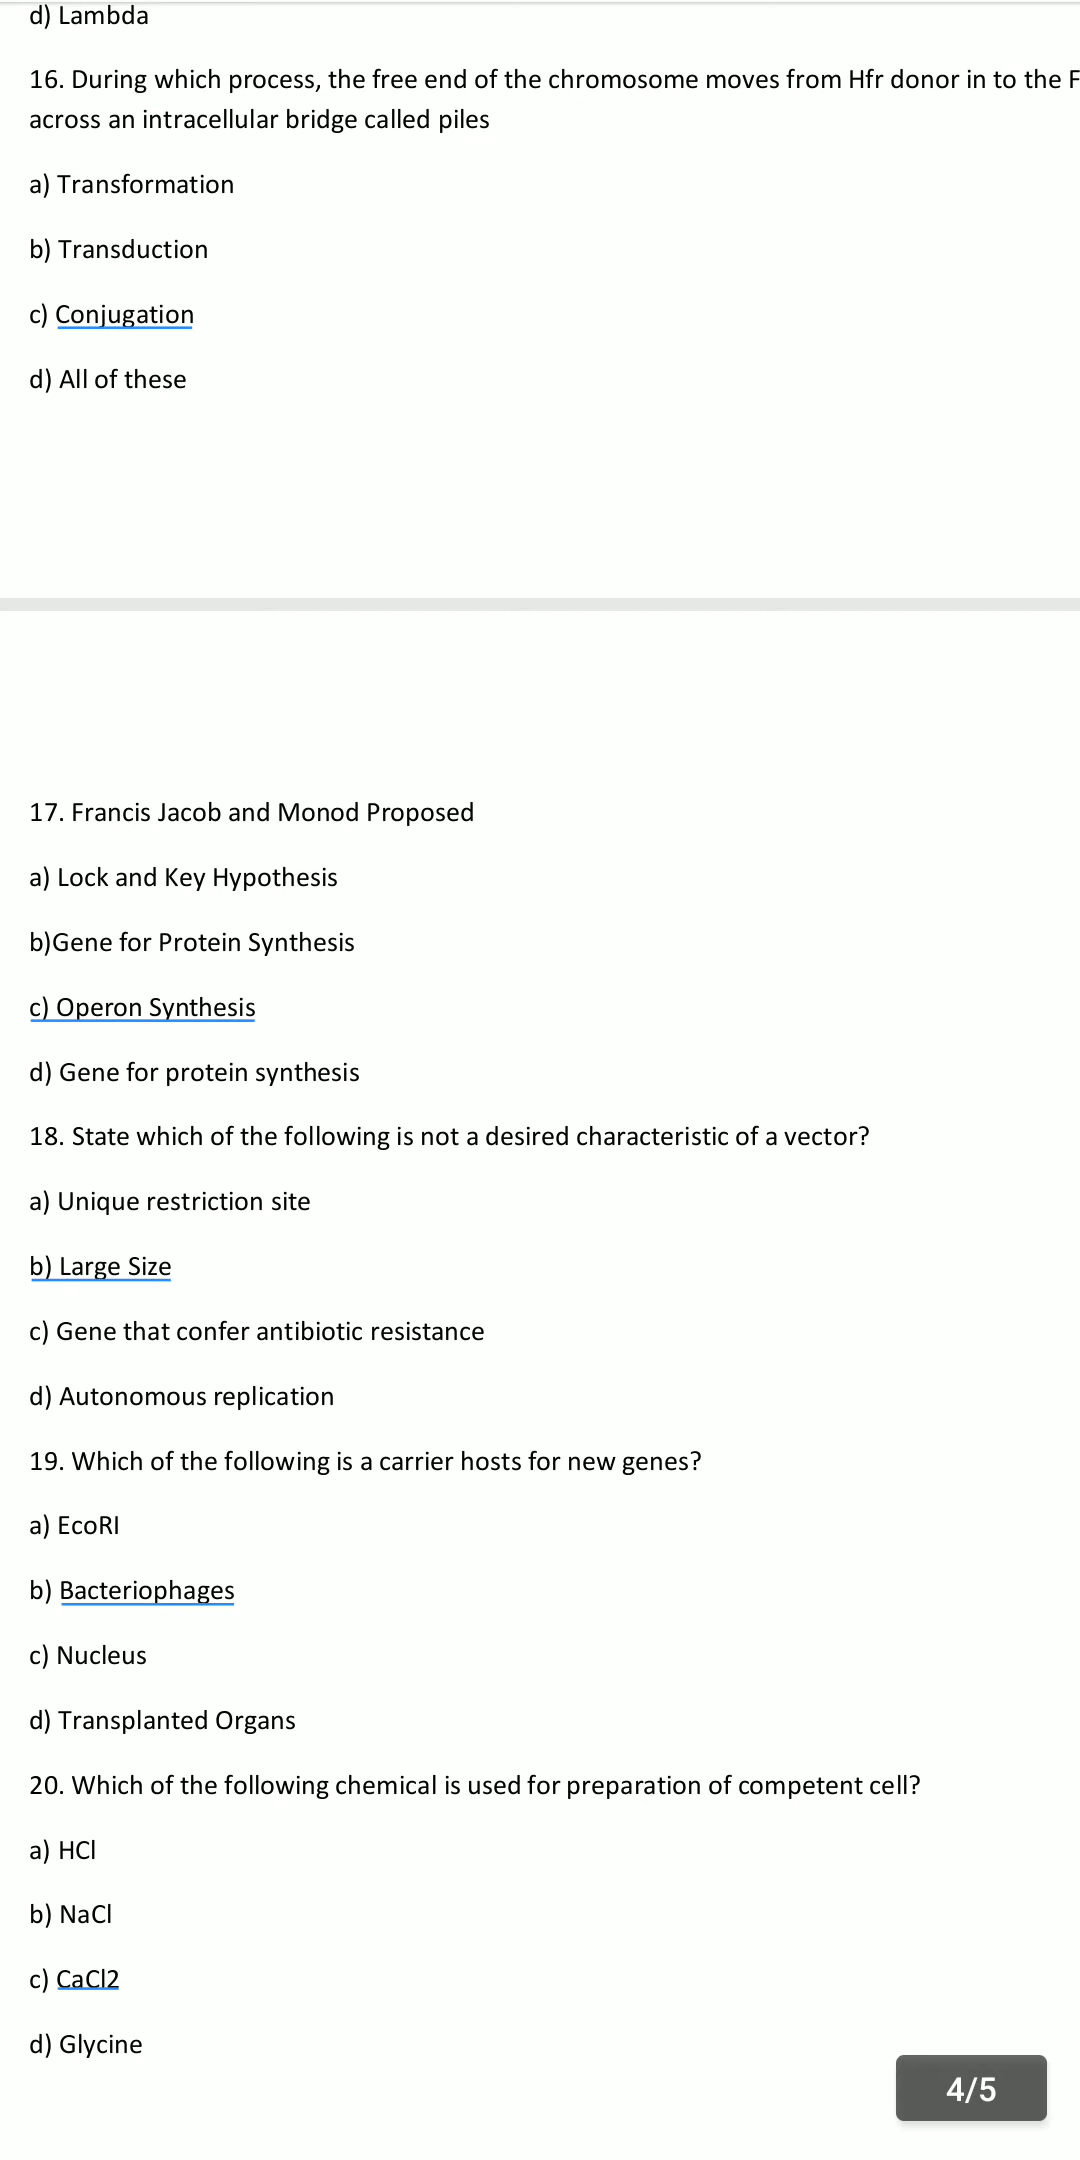 d) Lambda
16. During which process, the free end of the chromosome moves from Hfr donor in to the F
across an intracellular bridge called piles
a) Transformation
b) Transduction
c) Conjugation
d) All of these
17. Francis Jacob and Monod Proposed
a) Lock and Key Hypothesis
b)Gene for Protein Synthesis
c) Operon Synthesis
d) Gene for protein synthesis
18. State which of the following is not a desired characteristic of a vector?
a) Unique restriction site
b) Large Size
c) Gene that confer antibiotic resistance
d) Autonomous replication
19. Which of the following is a carrier hosts for new genes?
a) EcoRI
b) Bacteriophages
c) Nucleus
d) Transplanted Organs
20. Which of the following chemical is used for preparation of competent cell?
a) HCl
b) NaCl
c) CaCl2
d) Glycine
4/5